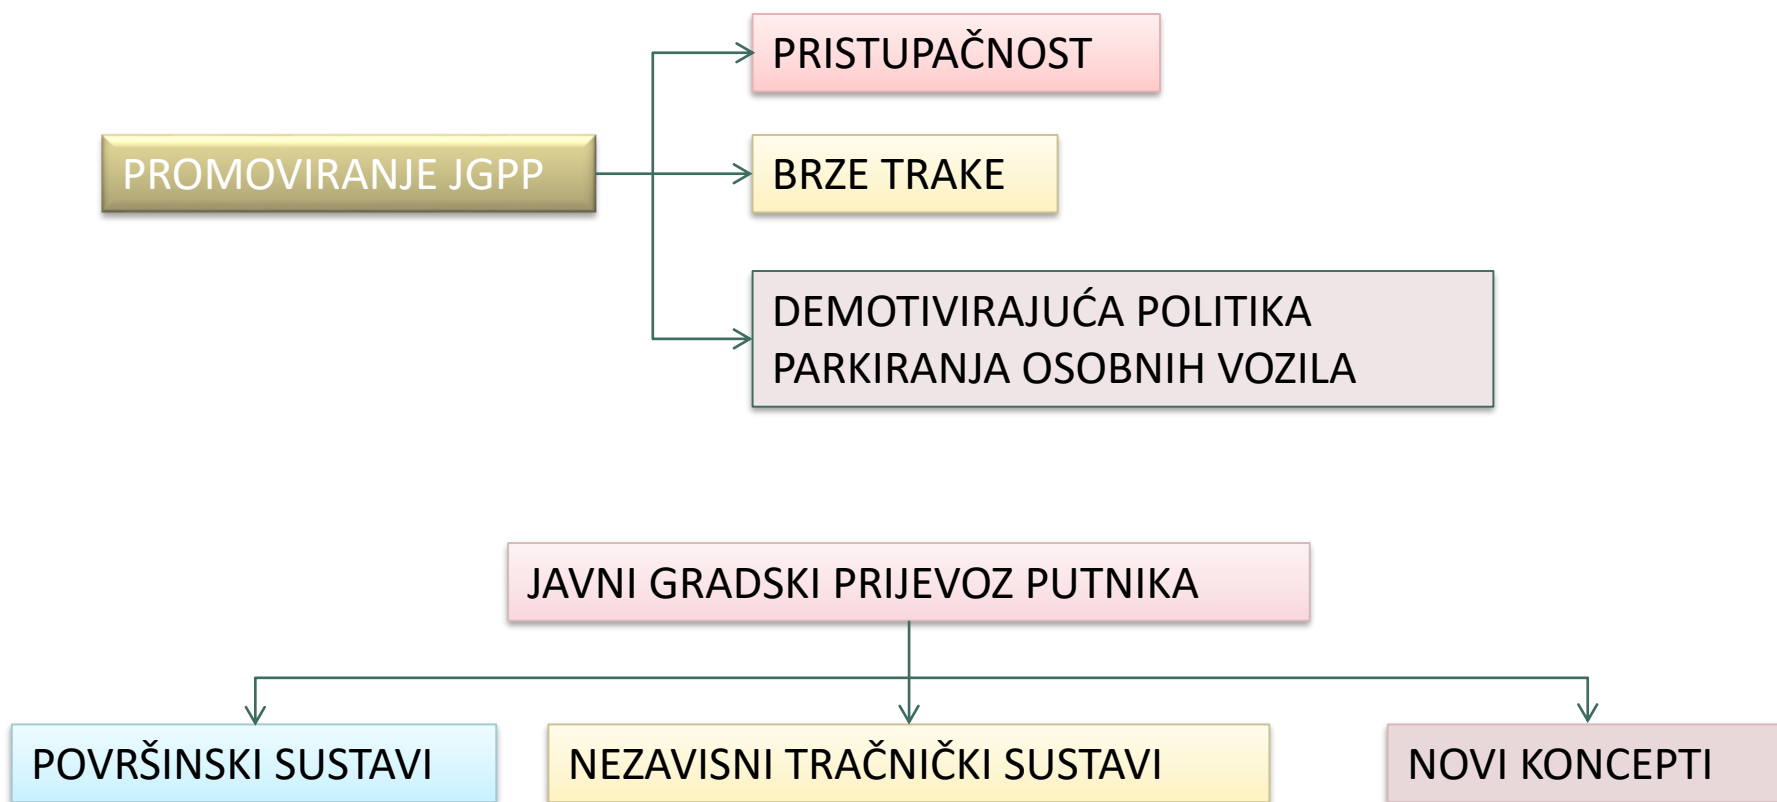 PRISTUPAČNOST
PROMOVIRANJE JGPP
BRZE TRAKE
DEMOTIVIRAJUĆA POLITIKA
PARKIRANJA OSOBNIH VOZILA
JAVNI GRADSKI PRIJEVOZ PUTNIKA
POVRŠINSKI SUSTAVI
NEZAVISNI TRAČNIČKI SUSTAVI
NOVI KONCEPTI